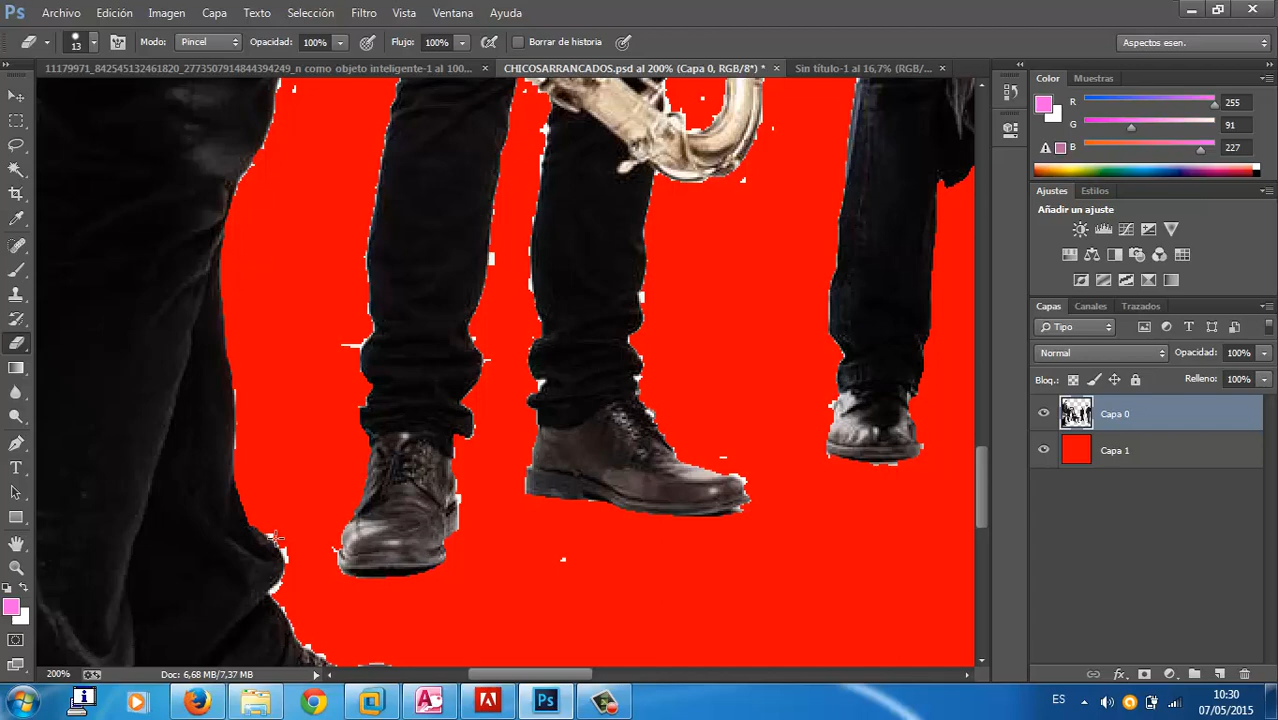 Ps Archivo Edición Imagen Capa Texto Selección Filtro Vista Ventana Ayuda
13 Modo: Pincel Opacidad: 100% Flujo: 100% Borrar de historia Aspectos esen.
11179971_842545132461820_2773507914844394249_n como objeto inteligente-1 al 100... × CHICOSARRANCADOS.psd al 200% (Capa 0, RGB/8*) * × Sin título-1 al 16,7% (RGB/... ×
Color Muestras
R 255
G 91
B 227
Ajustes Estilos
Añadir un ajuste
Capas Canales Trazados
Tipo
Normal Opacidad: 100%
Bloq.: Relleno: 100%
Capa 0
Capa 1
200% Doc: 6,68 MB/7,37 MB
ES 10:30
07/05/2015